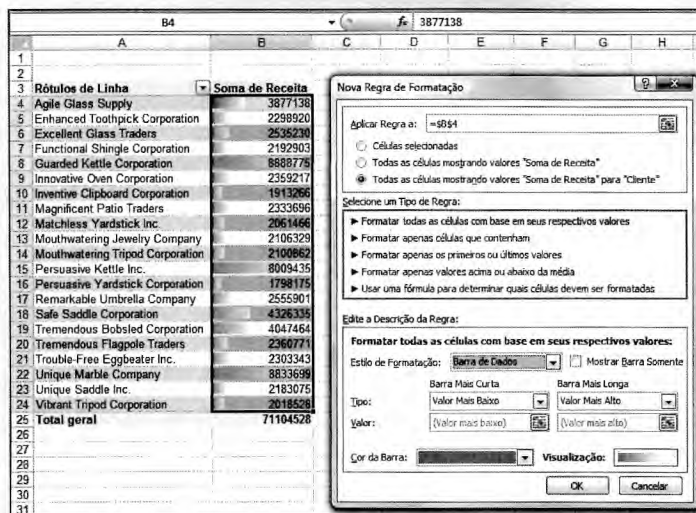 B4 fx 3877138
A B C D E F G H
1
2
3 Rótulos de Linha Soma de Receita
4 Agile Glass Supply 3877138
5 Enhanced Toothpick Corporation 2298920
6 Excellent Glass Traders 2535230
7 Functional Shingle Corporation 2192903
8 Guarded Kettle Corporation 8888775
9 Innovative Oven Corporation 2359217
10 Inventive Clipboard Corporation 1913266
11 Magnificent Patio Traders 2333696
12 Matchless Yardstick Inc. 2061466
13 Mouthwatering Jewelry Company 2106329
14 Mouthwatering Tripod Corporation 2100862
15 Persuasive Kettle Inc. 8009435
16 Persuasive Yardstick Corporation 1798175
17 Remarkable Umbrella Company 2555901
18 Safe Saddle Corporation 4326335
19 Tremendous Bobsled Corporation 4047464
20 Tremendous Flagpole Traders 2360771
21 Trouble-Free Eggbeater Inc. 2303343
22 Unique Marble Company 8833699
23 Unique Saddle Inc. 2183075
24 Vibrant Tripod Corporation 2018528
25 Total geral 71104528
26
27
28
29
30
31
Nova Regra de Formatação
Aplicar Regra a: =$B$4
Células selecionadas
Todas as células mostrando valores "Soma de Receita"
Todas as células mostrando valores "Soma de Receita" para "Cliente"
Selecione um Tipo de Regra:
► Formatar todas as células com base em seus respectivos valores
► Formatar apenas células que contenham
► Formatar apenas os primeiros ou últimos valores
► Formatar apenas valores acima ou abaixo da média
► Usar uma fórmula para determinar quais células devem ser formatadas
Edite a Descrição da Regra:
Formatar todas as células com base em seus respectivos valores:
Estilo de Formatação: Barra de Dados Mostrar Barra Somente
Barra Mais Curta Barra Mais Longa
Tipo: Valor Mais Baixo Valor Mais Alto
Valor: (Valor mais baixo) (Valor mais alto)
Cor da Barra: Visualização:
OK Cancelar